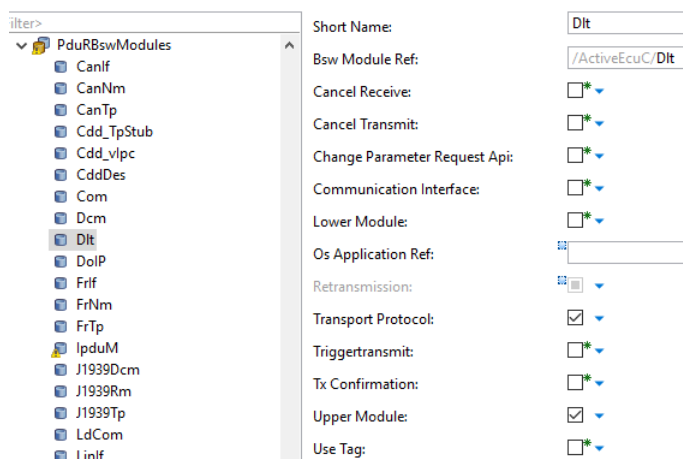 ilter>
PduRBswModules
CanIf
CanNm
CanTp
Cdd_TpStub
Cdd_vIpc
CddDes
Com
Dcm
Dlt
DoIP
FrIf
FrNm
FrTp
IpduM
J1939Dcm
J1939Rm
J1939Tp
LdCom
LinIf
Short Name: Dlt
Bsw Module Ref: /ActiveEcuC/Dlt
Cancel Receive:
Cancel Transmit:
Change Parameter Request Api:
Communication Interface:
Lower Module:
Os Application Ref:
Retransmission:
Transport Protocol:
Triggertransmit:
Tx Confirmation:
Upper Module:
Use Tag: